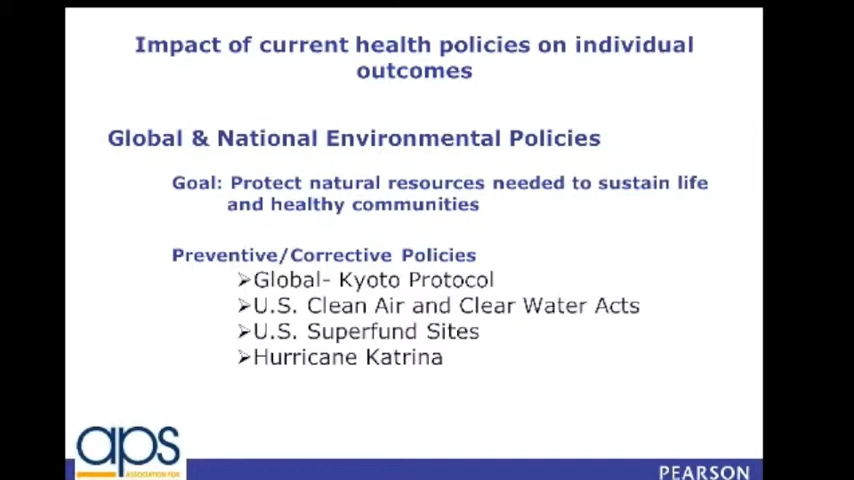 Impact of current health policies on individual
outcomes
Global & National Environmental Policies
Goal: Protect natural resources needed to sustain life
and healthy communities
Preventive/Corrective Policies
➢Global- Kyoto Protocol
➢U.S. Clean Air and Clear Water Acts
➢U.S. Superfund Sites
➢Hurricane Katrina
aps
ASSOCIATION FOR
PEARSON